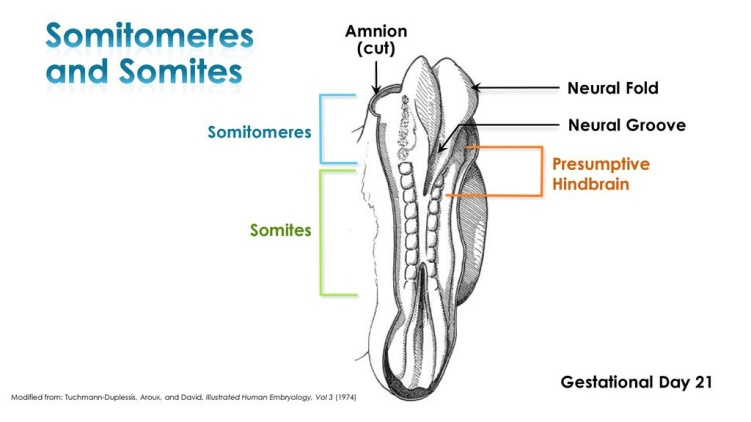 Somitomeres
and Somites
Amnion
(cut)
Neural Fold
Neural Groove
Somitomeres
Presumptive
Hindbrain
Somites
Gestational Day 21
Modified from: Tuchmann-Duplessis, Aroux, and David, Illustrated Human Embryology, Vol 3 (1974)